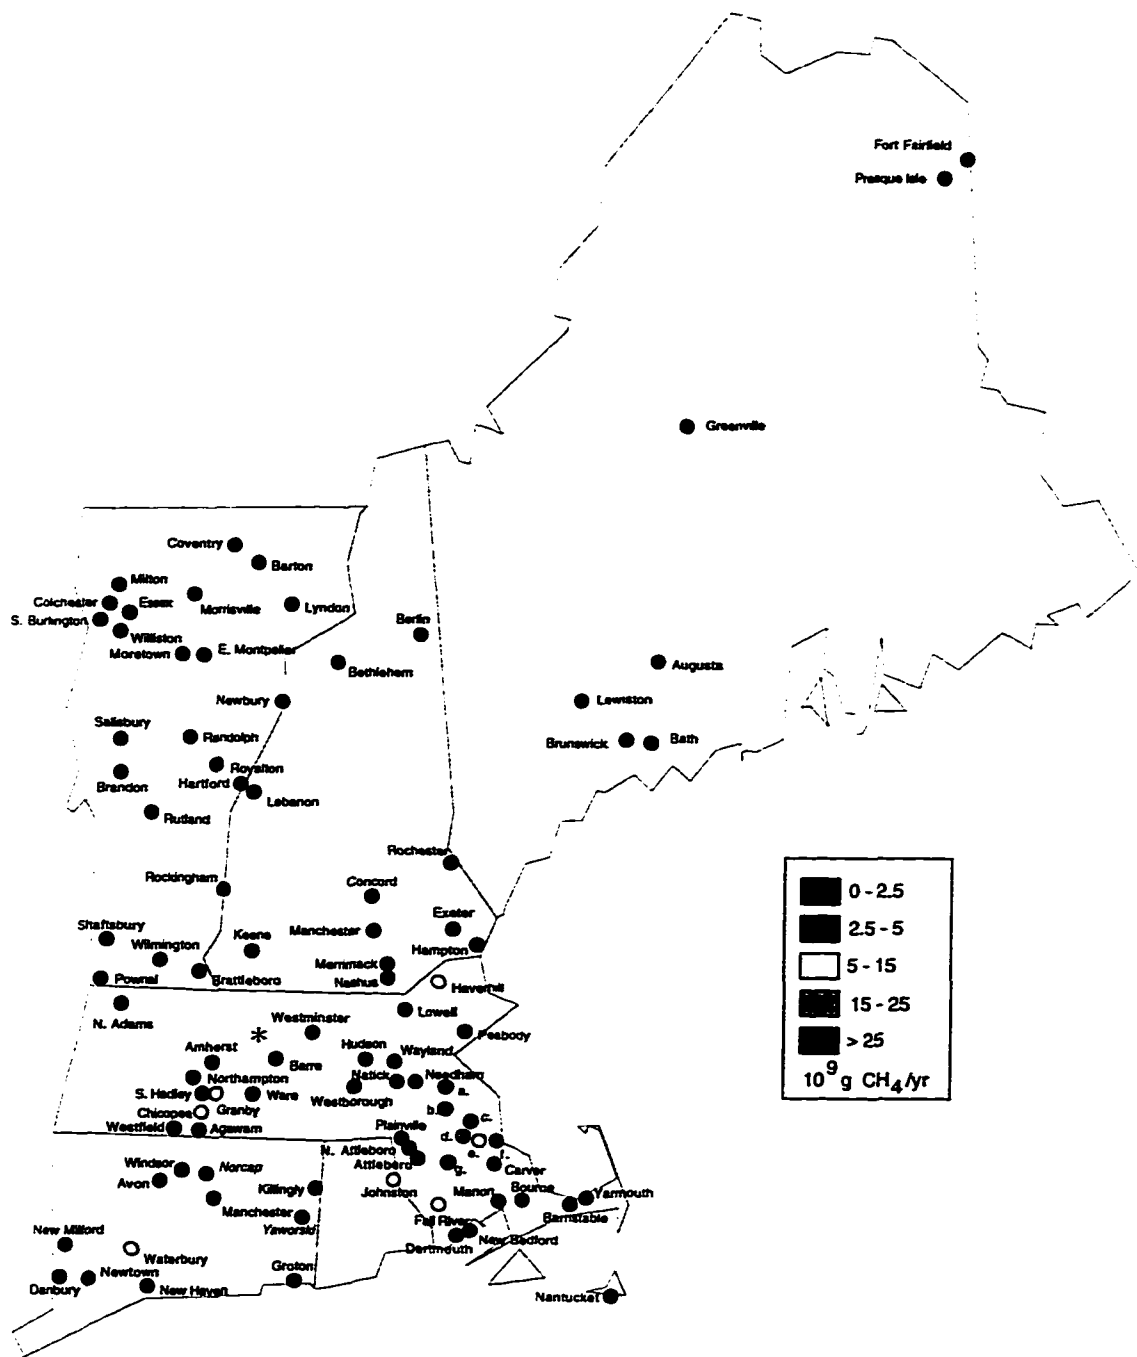 Fort Fairfield
Presque Isle
Greenville
Coventry
Barton
Milton
Colchester
Essex
Morrisville
Lyndon
S. Burlington
Williston
Berlin
Moretown
E. Montpelier
Bethlehem
Augusta
Newbury
Lewiston
Salisbury
Randolph
Brunswick
Bath
Royalton
Hartford
Brandon
Lebanon
Rutland
Rochester
Rockingham
Concord
0 - 2.5
2.5 - 5
5 - 15
15 - 25
> 25
10⁹ g CH₄/yr
Shaftsbury
Exeter
Manchester
Keene
Wilmington
Hampton
Merrimack
Pownal
Brattleboro
Nashua
Haverhill
N. Adams
Lowell
Westminster
*
Peabody
Amherst
Hudson
Wayland
Barre
Northampton
Natick
Needham
S. Hadley
Ware
Westborough
a.
Granby
Chicopee
b.
c.
Westfield
Agawam
Plainville
d.
N. Attleboro
e.
f.
Attleboro
g.
Carver
Windsor
Norcap
Avon
Killingly
Johnston
Marion
Bourne
Yarmouth
Manchester
Barnstable
Yaworski
Fall River
New Milford
Dartmouth
New Bedford
Waterbury
Groton
Newtown
Danbury
New Haven
Nantucket